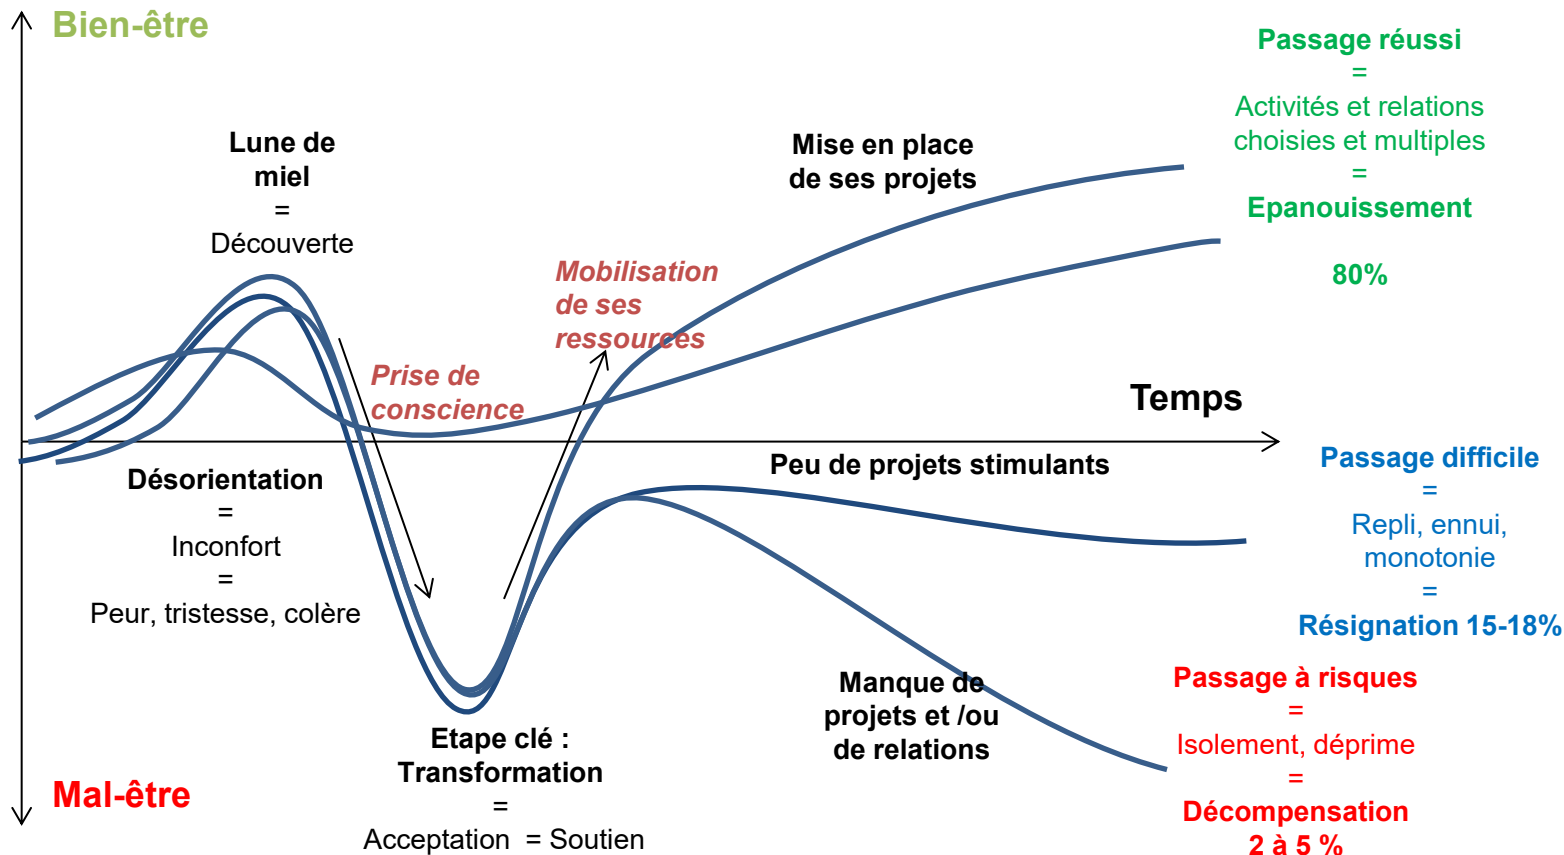 Bien-être
Lune de
miel
=
Découverte
Désorientation
=
Inconfort
=
Peur, tristesse, colère
Prise de
conscience
Etape clé :
Transformation
=
Acceptation = Soutien
Mobilisation
de ses
ressources
Mise en place
de ses projets
Temps
Peu de projets stimulants
Manque de
projets et /ou
de relations
Passage réussi
=
Activités et relations
choisies et multiples
=
Epanouissement
80%
Passage difficile
=
Repli, ennui,
monotonie
=
Résignation 15-18%
Passage à risques
=
Isolement, déprime
=
Décompensation
2 à 5 %
Mal-être